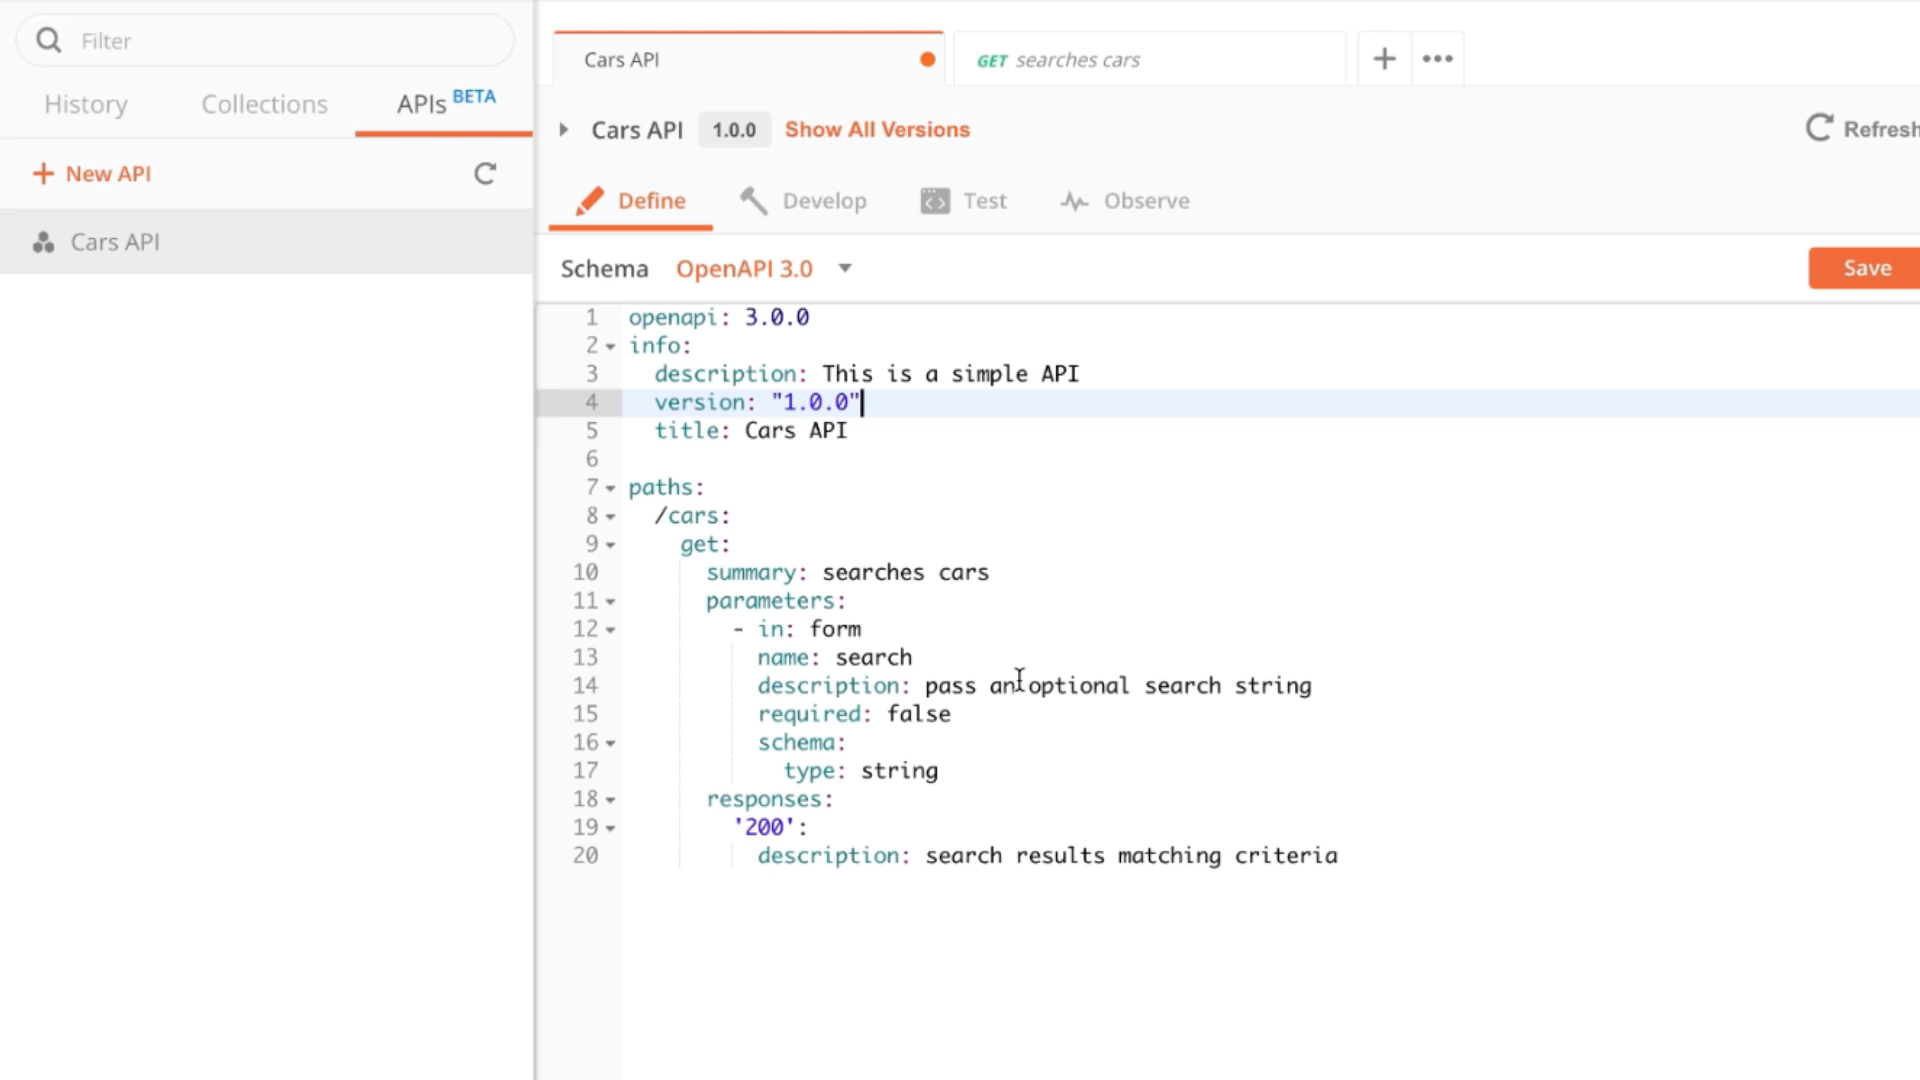 Filter
History Collections APIs BETA
+ New API
Cars API
Cars API GET searches cars + •••
Cars API 1.0.0 Show All Versions Refresh
Define Develop Test Observe
Schema OpenAPI 3.0 Save
1 openapi: 3.0.0
2 info:
3   description: This is a simple API
4   version: "1.0.0"
5   title: Cars API
6
7 paths:
8   /cars:
9     get:
10       summary: searches cars
11       parameters:
12         - in: form
13           name: search
14           description: pass an optional search string
15           required: false
16           schema:
17             type: string
18       responses:
19         '200':
20           description: search results matching criteria